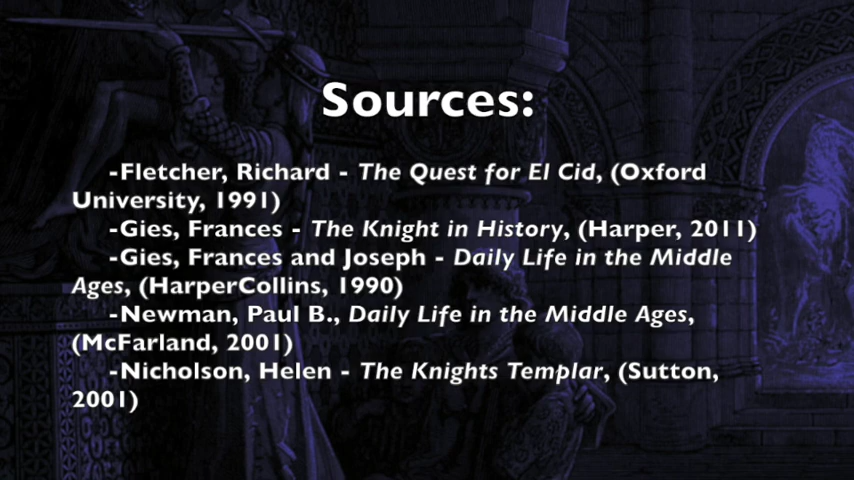 Sources:
-Fletcher, Richard - The Quest for El Cid, (Oxford
University, 1991)
-Gies, Frances - The Knight in History, (Harper, 2011)
-Gies, Frances and Joseph - Daily Life in the Middle
Ages, (HarperCollins, 1990)
-Newman, Paul B., Daily Life in the Middle Ages,
(McFarland, 2001)
-Nicholson, Helen - The Knights Templar, (Sutton,
2001)